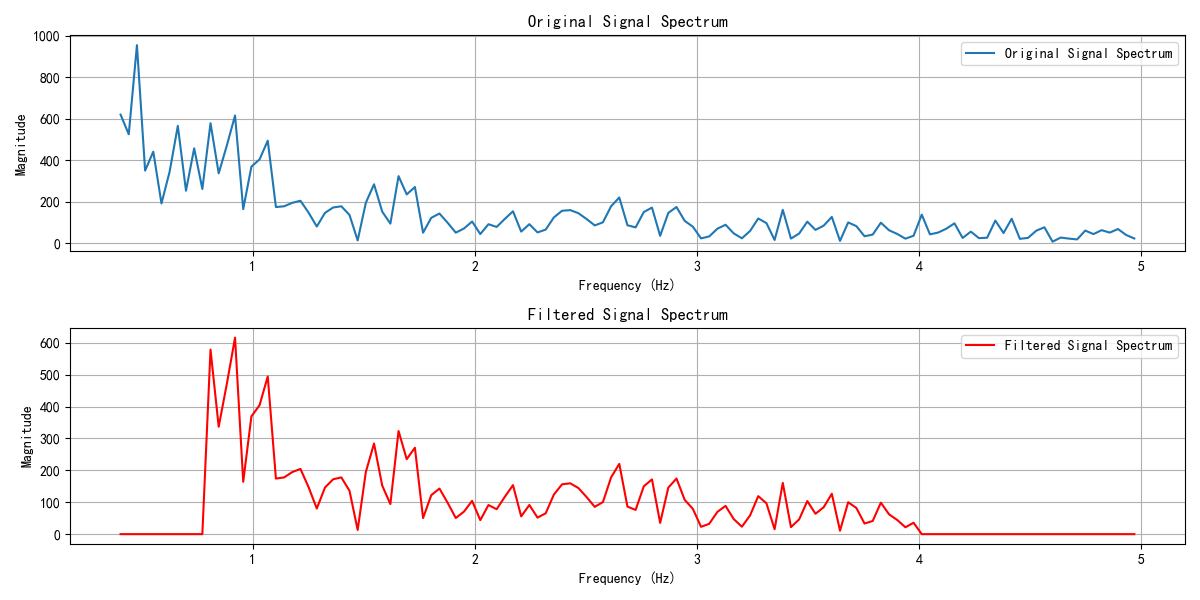 Original Signal Spectrum
1000
800
600
400
200
0
Magnitude
Original Signal Spectrum
1 2 3 4 5
Frequency (Hz)
Filtered Signal Spectrum
600
500
400
300
200
100
0
Magnitude
Filtered Signal Spectrum
1 2 3 4 5
Frequency (Hz)